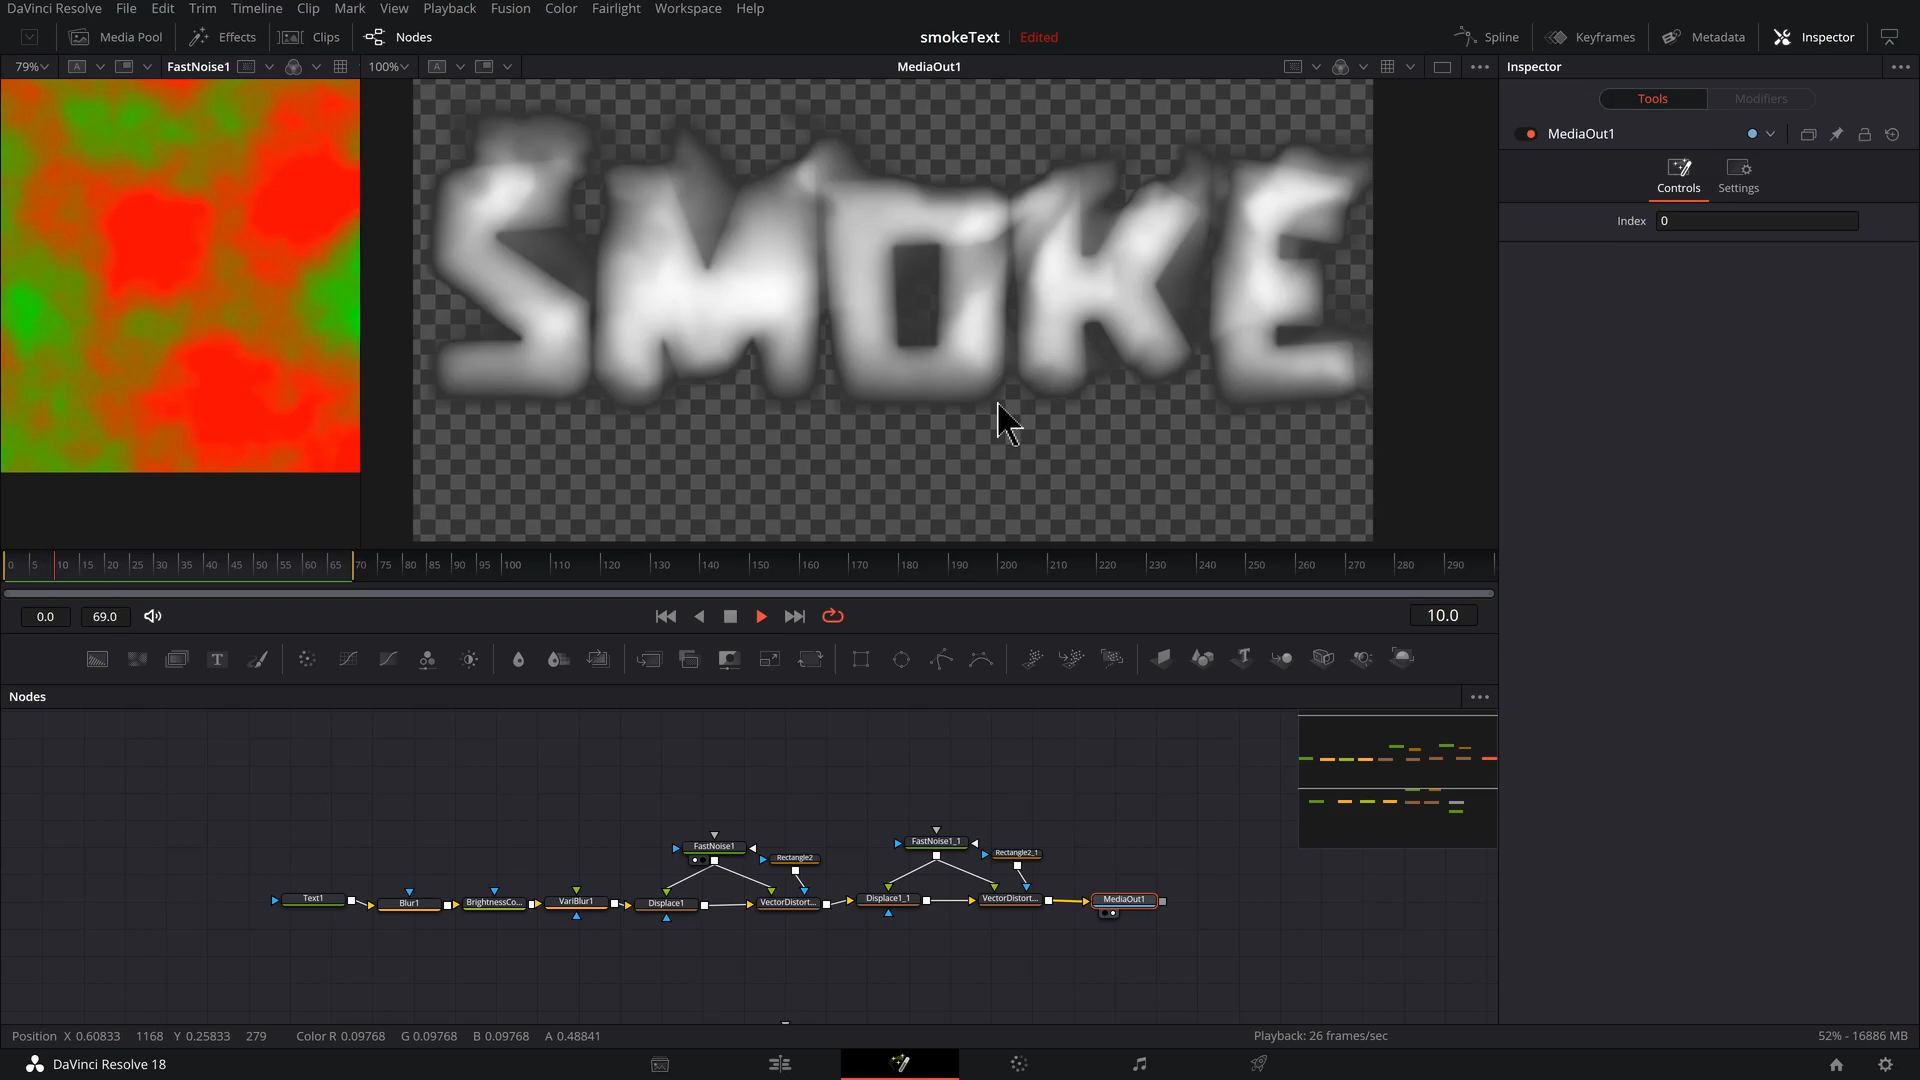 DaVinci Resolve File Edit Trim Timeline Clip Mark View Playback Fusion Color Fairlight Workspace Help
Media Pool Effects Clips Nodes smokeText Edited Spline Keyframes Metadata Inspector
79% A FastNoise1 100% A MediaOut1 Inspector
Tools Modifiers
MediaOut1
Controls Settings
Index 0
SMOKE
0 5 10 15 20 25 30 35 40 45 50 55 60 65 70 75 80 85 90 95 100 110 120 130 140 150 160 170 180 190 200 210 220 230 240 250 260 270 280 290
0.0 69.0 10.0
T T
Nodes
FastNoise1 Rectangle2 FastNoise1_1 Rectangle2_1
Text1 Blur1 BrightnessCo... VariBlur1 Displace1 VectorDistort... Displace1_1 VectorDistort... MediaOut1
Position X 0.60833 1168 Y 0.25833 279 Color R 0.09768 G 0.09768 B 0.09768 A 0.48841 Playback: 26 frames/sec 52% - 16886 MB
DaVinci Resolve 18